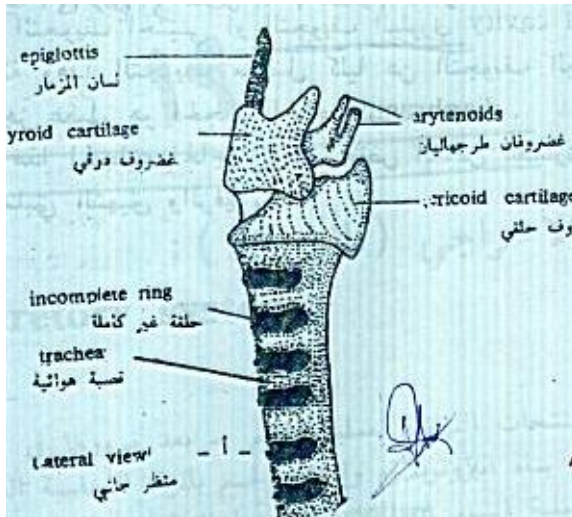 epiglottis
لسان المزمار
yroid cartilage
غضروف درقي
arytenoids
غضروفان طرجهاليان
ricoid cartilage
وف حلقي
incomplete ring
حلقة غير كاملة
trachea
قصبة هوائية
Lateral view
- أ -
منظر جانبي